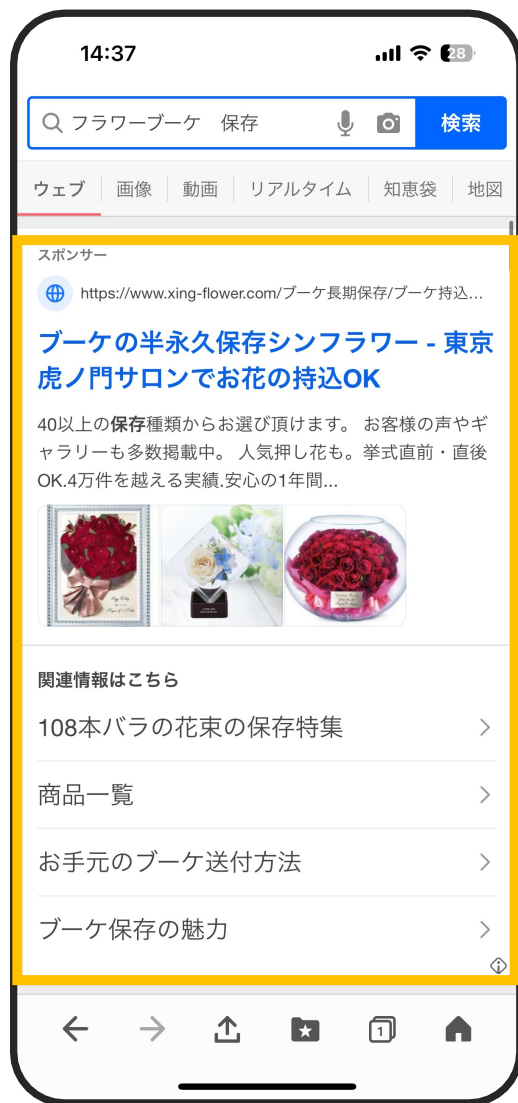 14:37
28
フラワーブーケ 保存
検索
ウェブ 画像 動画 リアルタイム 知恵袋 地図
スポンサー
https://www.xing-flower.com/ブーケ長期保存/ブーケ持込...
ブーケの半永久保存シンフラワー - 東京
虎ノ門サロンでお花の持込OK
40以上の保存種類からお選び頂けます。 お客様の声やギ
ャラリーも多数掲載中。 人気押し花も。挙式直前・直後
OK.4万件を越える実績.安心の1年間...
関連情報はこちら
108本バラの花束の保存特集
商品一覧
お手元のブーケ送付方法
ブーケ保存の魅力
1